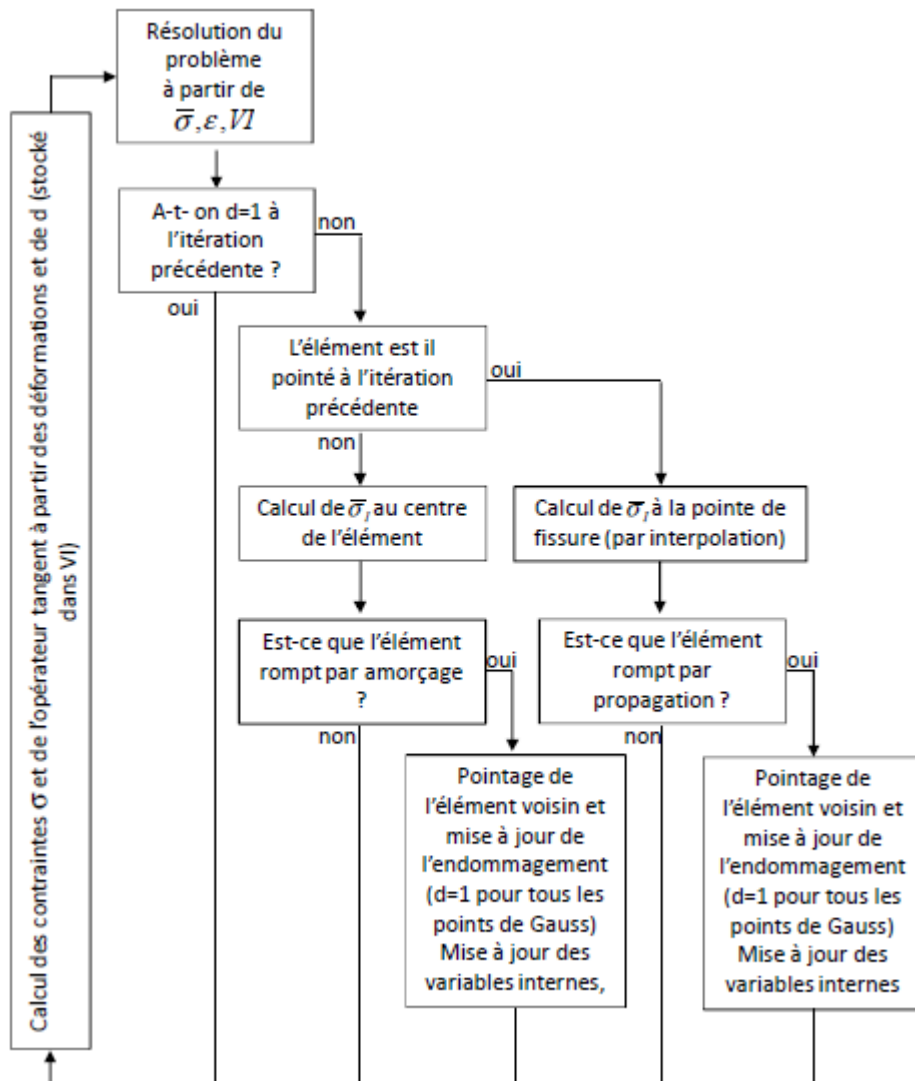 Résolution du
problème
à partir de
σ̅, ε, VI
A-t- on d=1 à
l'itération
précédente ?
non
oui
L'élément est il
pointé à l'itération
précédente
oui
non
Calcul de σ̅_I au centre
de l'élément
Calcul de σ̅_I à la pointe de
fissure (par interpolation)
Est-ce que l'élément
rompt par amorçage
?
oui
non
Est-ce que l'élément
rompt par
propagation ?
oui
non
Pointage de
l'élément voisin et
mise à jour de
l'endommagement
(d=1 pour tous les
points de Gauss)
Mise à jour des
variables internes,
Pointage de
l'élément voisin et
mise à jour de
l'endommagement
(d=1 pour tous les
points de Gauss)
Mise à jour des
variables internes
Calcul des contraintes σ et de l'opérateur tangent à partir des déformations et de d (stocké
dans VI)